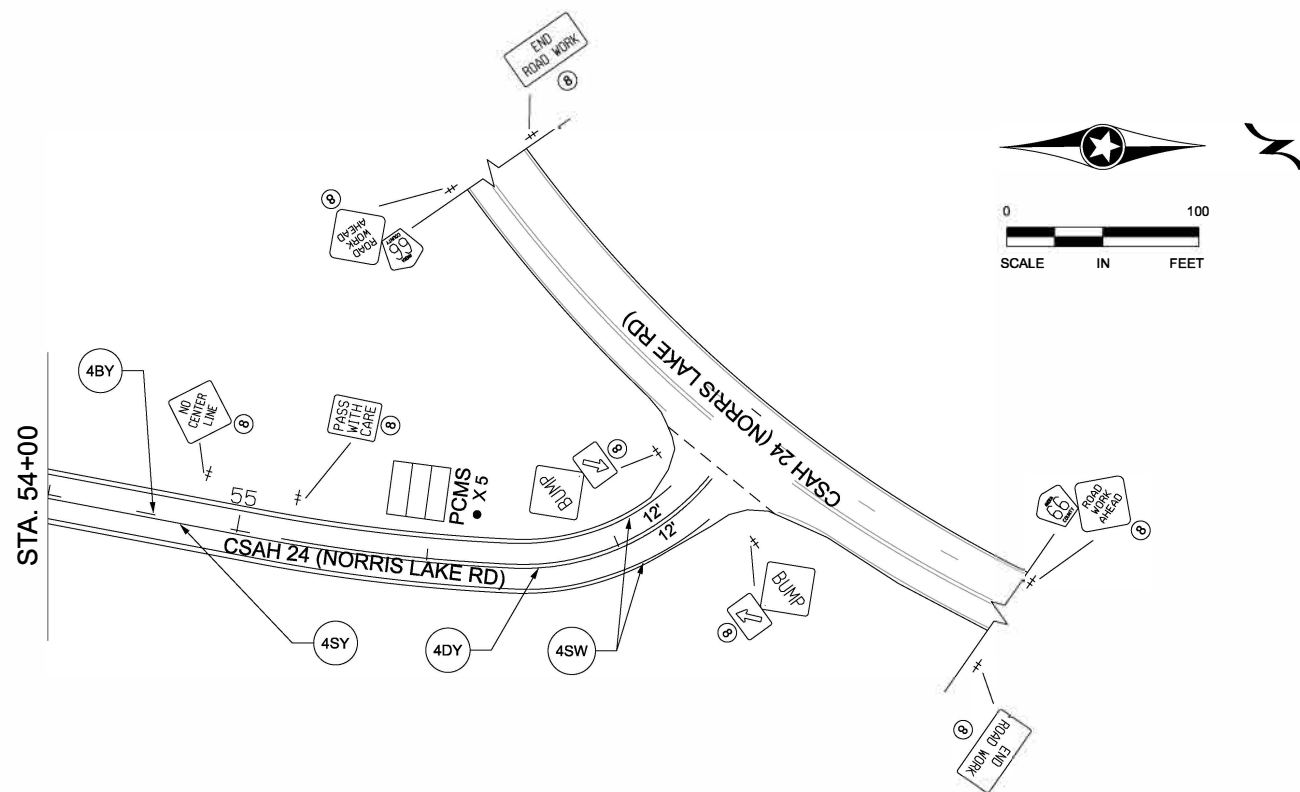 END
ROAD WORK
8
8
ROAD
WORK
AHEAD
COUNTY
0
100
SCALE IN FEET
CSAH 24 (NORRIS LAKE RD)
4BY
NO
CENTER
LINE
8
PASS
WITH
CARE
8
8
BUMP
PCMS
X 5
STA. 54+00
55
12'
12'
CSAH 24 (NORRIS LAKE RD)
COUNTY
ROAD
WORK
AHEAD
8
BUMP
8
4SY
4DY
4SW
8
END
ROAD WORK